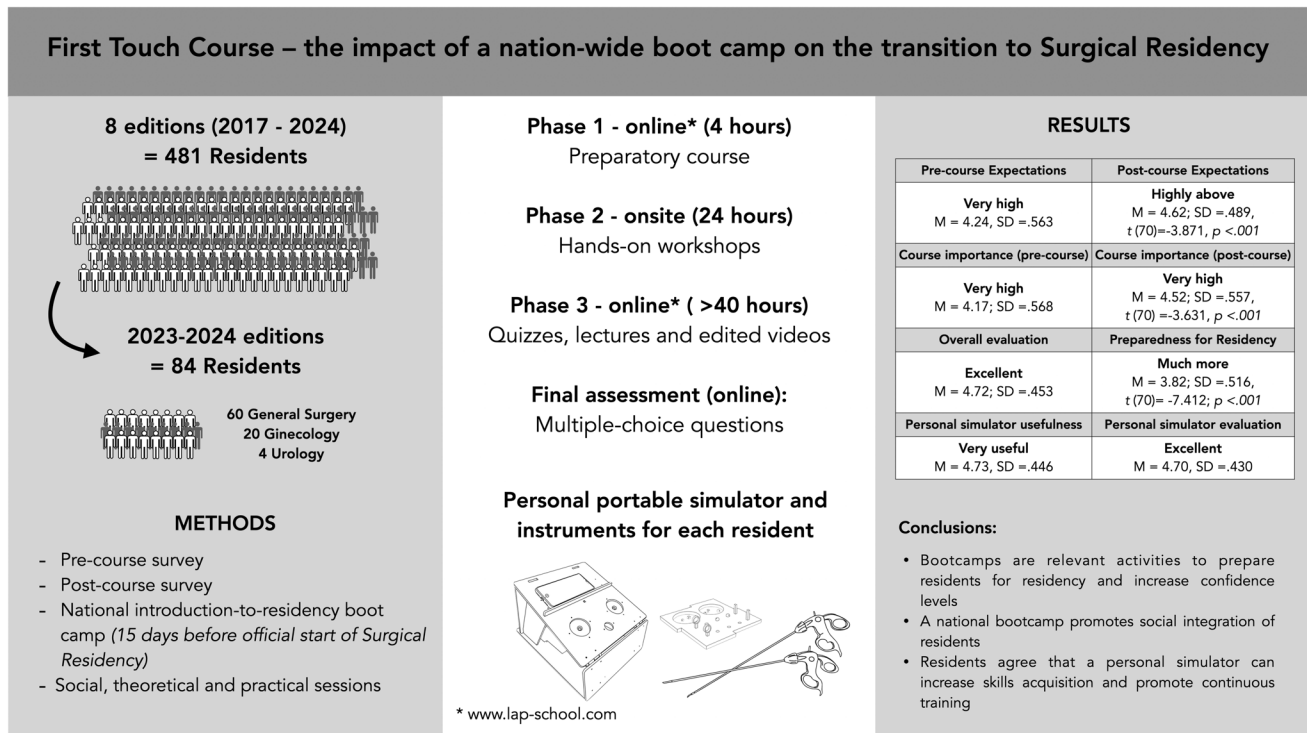 First Touch Course – the impact of a nation-wide boot camp on the transition to Surgical Residency
8 editions (2017 - 2024)
= 481 Residents
2023-2024 editions
= 84 Residents
60 General Surgery
20 Ginecology
4 Urology
METHODS
- Pre-course survey
- Post-course survey
- National introduction-to-residency boot
camp (15 days before official start of Surgical
Residency)
- Social, theoretical and practical sessions
Phase 1 - online* (4 hours)
Preparatory course
Phase 2 - onsite (24 hours)
Hands-on workshops
Phase 3 - online* ( >40 hours)
Quizzes, lectures and edited videos
Final assessment (online):
Multiple-choice questions
Personal portable simulator and
instruments for each resident
* www.lap-school.com
RESULTS
Pre-course Expectations
Post-course Expectations
Very high
M = 4.24, SD =.563
Highly above
M = 4.62; SD =.489,
t (70)=-3.871, p <.001
Course importance (pre-course)
Course importance (post-course)
Very high
M = 4.17; SD =.568
Very high
M = 4.52; SD =.557,
t (70) =-3.631, p <.001
Overall evaluation
Preparedness for Residency
Excellent
M = 4.72; SD =.453
Much more
M = 3.82; SD =.516,
t (70)= -7.412; p <.001
Personal simulator usefulness
Personal simulator evaluation
Very useful
M = 4.73, SD =.446
Excellent
M = 4.70, SD =.430
Conclusions:
• Bootcamps are relevant activities to prepare
residents for residency and increase confidence
levels
• A national bootcamp promotes social integration of
residents
• Residents agree that a personal simulator can
increase skills acquisition and promote continuous
training